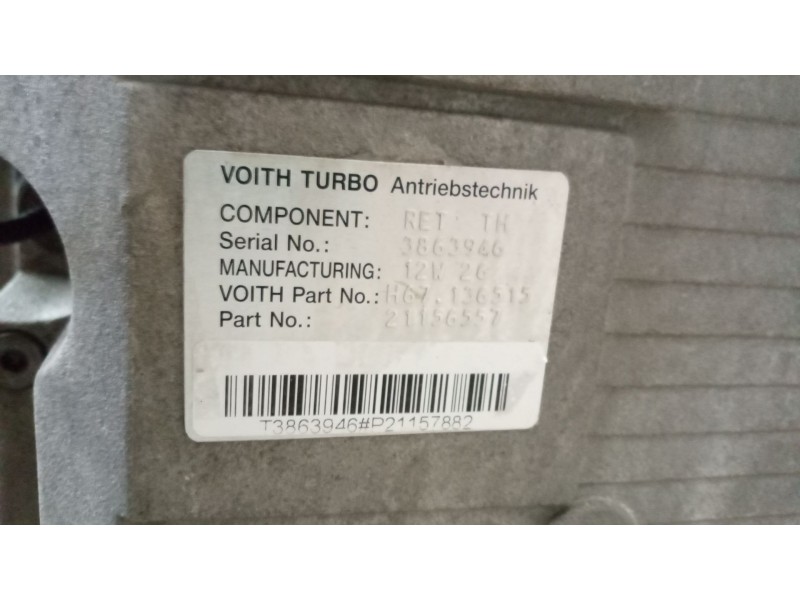 VOITH TURBO Antriebstechnik
COMPONENT: RET TH
Serial No.: 3863946
MANUFACTURING: 12W 26
VOITH Part No.: H67.136515
Part No.: 21156557
T3863946#P21157882